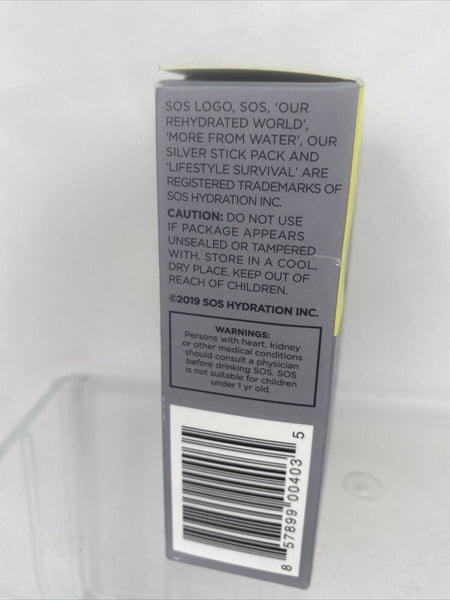 SOS LOGO, SOS, 'OUR
REHYDRATED WORLD',
'MORE FROM WATER', OUR
SILVER STICK PACK AND
'LIFESTYLE SURVIVAL' ARE
REGISTERED TRADEMARKS OF
SOS HYDRATION INC.
CAUTION: DO NOT USE
IF PACKAGE APPEARS
UNSEALED OR TAMPERED
WITH. STORE IN A COOL,
DRY PLACE. KEEP OUT OF
REACH OF CHILDREN.
©2019 SOS HYDRATION INC.
WARNINGS:
Persons with heart, kidney
or other medical conditions
should consult a physician
before drinking SOS. SOS
is not suitable for children
under 1 yr old.
8 57899 00403 5